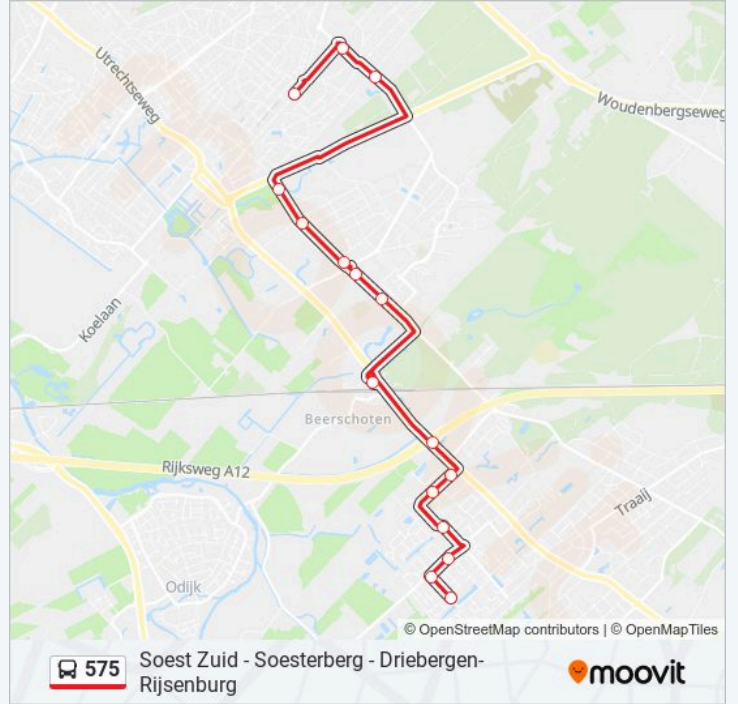 Utrechtseweg
Woudenbergseweg
Koelaan
Beerschoten
Rijksweg A12
Traaij
Odijk
© OpenStreetMap contributors | © OpenMapTiles
575
Soest Zuid - Soesterberg - Driebergen-
Rijsenburg
moovit